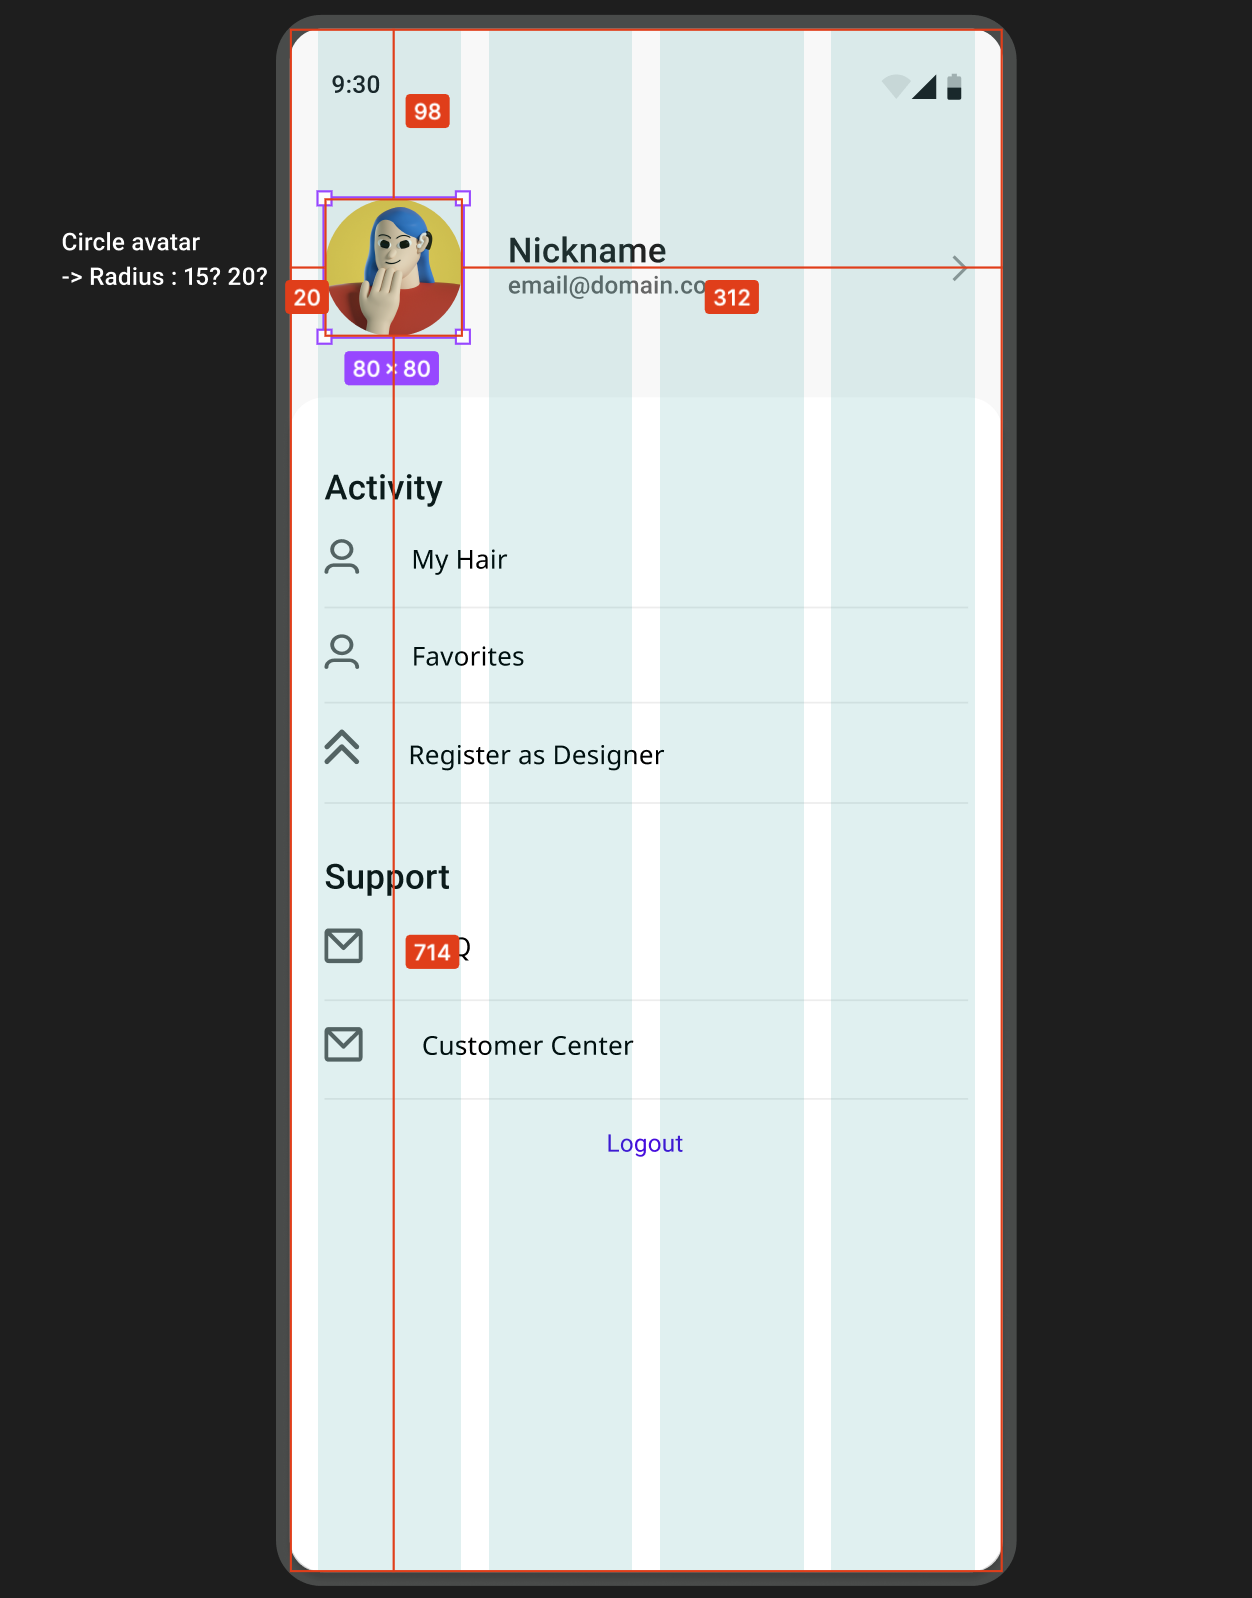 9:30
98
Circle avatar
-> Radius : 15? 20?
Nickname
email@domain.co
20
312
80 × 80
Activity
My Hair
Favorites
Register as Designer
Support
714
Q
Customer Center
Logout